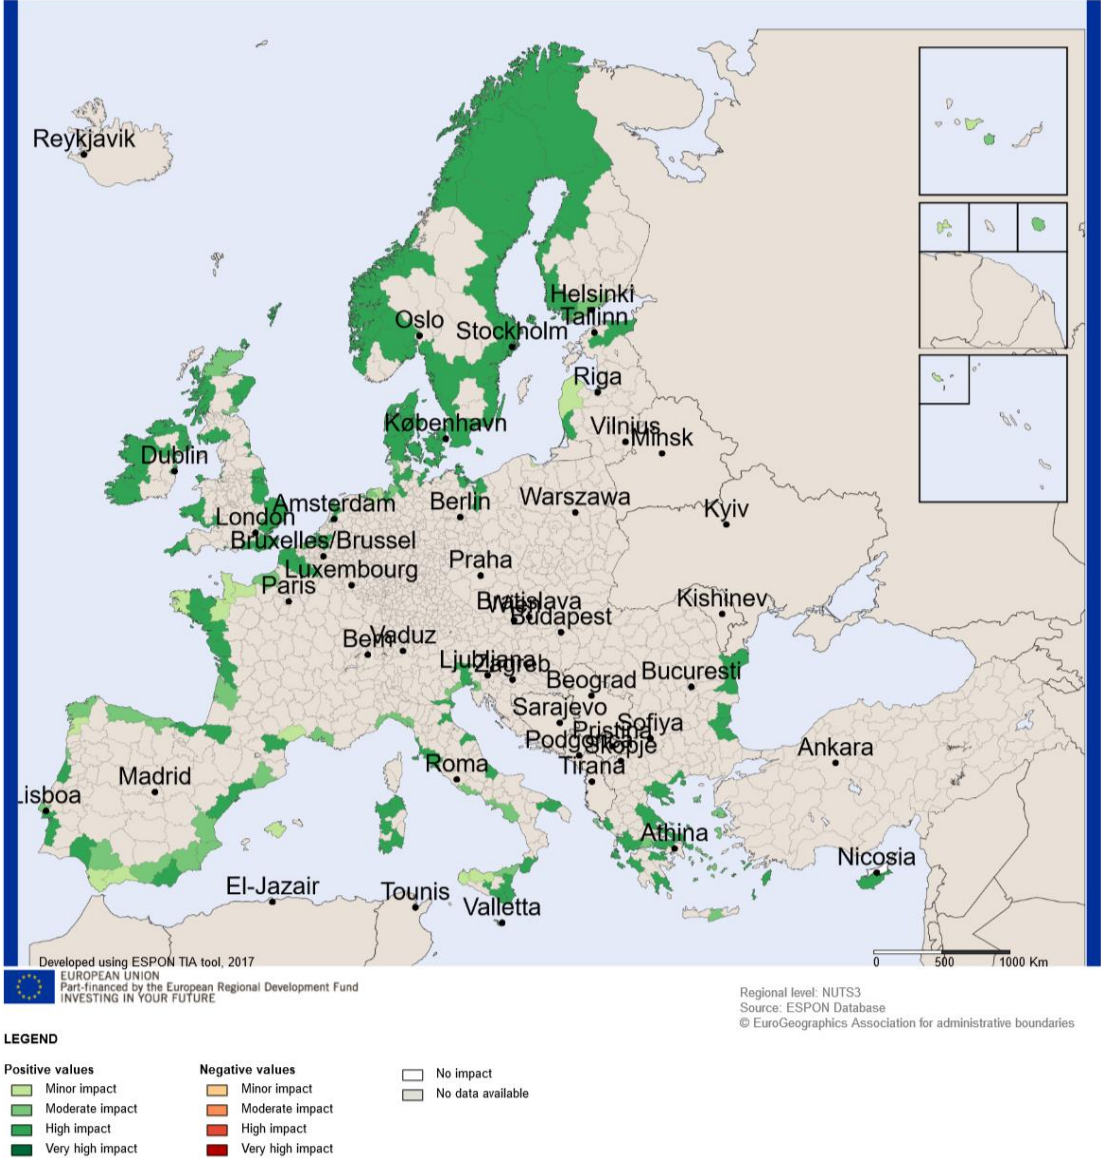 Reykjavik
Helsinki
Oslo
Tallinn
Stockholm
Riga
København
Vilnius
Minsk
Dublin
Amsterdam
Berlin
Warszawa
Kyiv
London
Bruxelles/Brussel
Praha
Luxembourg
Paris
Kishinev
Bratislava
Wien
Budapest
Bern
Vaduz
Ljubljana
Zagreb
Bucuresti
Beograd
Sarajevo
Sofiya
Pristina
Podgorica
Skopje
Ankara
Roma
Tirana
Madrid
Lisboa
Athina
Nicosia
El-Jazair
Tounis
Valletta
Developed using ESPON TIA tool, 2017
0 500 1000 Km
EUROPEAN UNION
Part-financed by the European Regional Development Fund
INVESTING IN YOUR FUTURE
Regional level: NUTS3
Source: ESPON Database
© EuroGeographics Association for administrative boundaries
LEGEND
Positive values
Minor impact
Moderate impact
High impact
Very high impact
Negative values
Minor impact
Moderate impact
High impact
Very high impact
No impact
No data available